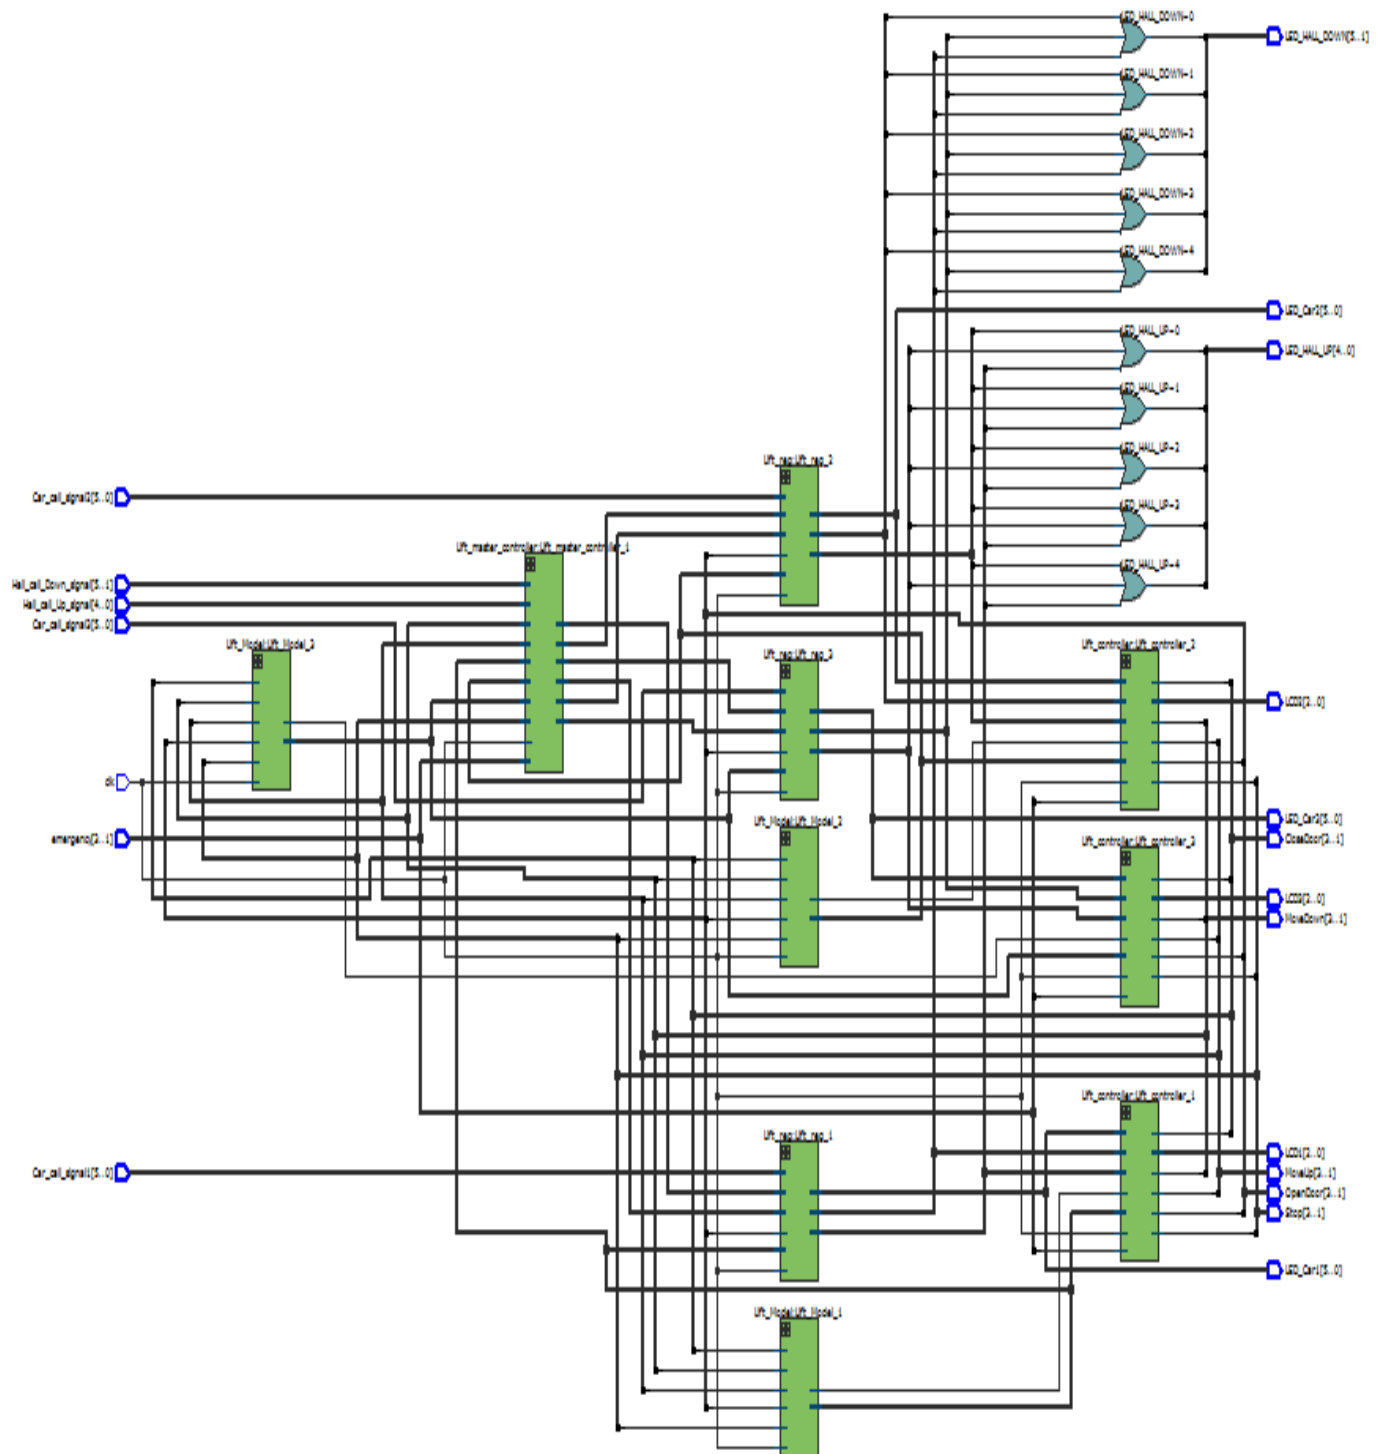 LED_HALL_DOWN~0
LED_HALL_DOWN[5..1]
LED_HALL_DOWN~1
LED_HALL_DOWN~2
LED_HALL_DOWN~3
LED_HALL_DOWN~4
LED_Car2[5..0]
LED_HALL_UP~0
LED_HALL_UP[4..0]
LED_HALL_UP~1
LED_HALL_UP~2
LED_HALL_UP~3
LED_HALL_UP~4
Lift_reg:Lift_reg_2
Car_call_signal2[5..0]
Lift_master_controller:Lift_master_controller_1
Hall_call_Down_signal[5..1]
Hall_call_Up_signal[4..0]
Car_call_signal3[5..0]
Lift_Model:Lift_Model_3
Lift_reg:Lift_reg_3
Lift_controller:Lift_controller_2
LCD2[2..0]
clk
emergency[3..1]
Lift_Model:Lift_Model_2
LED_Car3[5..0]
CloseDoor[3..1]
Lift_controller:Lift_controller_3
LCD3[2..0]
MoveDown[3..1]
Lift_controller:Lift_controller_1
Lift_reg:Lift_reg_1
Car_call_signal1[5..0]
LCD1[2..0]
MoveUp[3..1]
OpenDoor[3..1]
Stop[3..1]
LED_Car1[5..0]
Lift_Model:Lift_Model_1